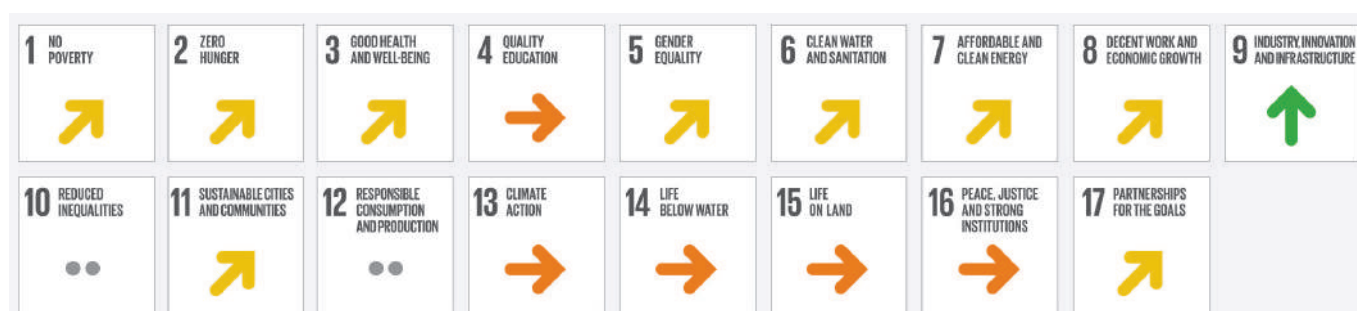 1 NO
POVERTY
2 ZERO
HUNGER
3 GOOD HEALTH
AND WELL-BEING
4 QUALITY
EDUCATION
5 GENDER
EQUALITY
6 CLEAN WATER
AND SANITATION
7 AFFORDABLE AND
CLEAN ENERGY
8 DECENT WORK AND
ECONOMIC GROWTH
9 INDUSTRY, INNOVATION
AND INFRASTRUCTURE
10 REDUCED
INEQUALITIES
11 SUSTAINABLE CITIES
AND COMMUNITIES
12 RESPONSIBLE
CONSUMPTION
AND PRODUCTION
13 CLIMATE
ACTION
14 LIFE
BELOW WATER
15 LIFE
ON LAND
16 PEACE, JUSTICE
AND STRONG
INSTITUTIONS
17 PARTNERSHIPS
FOR THE GOALS